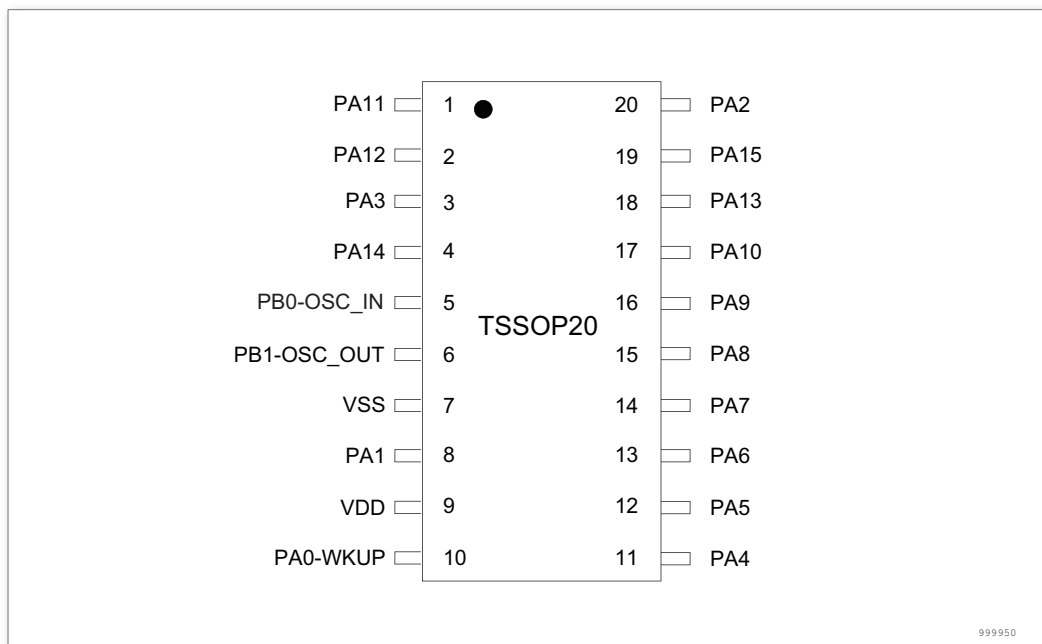 PA11 1 20 PA2
PA12 2 19 PA15
PA3 3 18 PA13
PA14 4 17 PA10
PB0-OSC_IN 5 16 PA9
TSSOP20
PB1-OSC_OUT 6 15 PA8
VSS 7 14 PA7
PA1 8 13 PA6
VDD 9 12 PA5
PA0-WKUP 10 11 PA4
999950